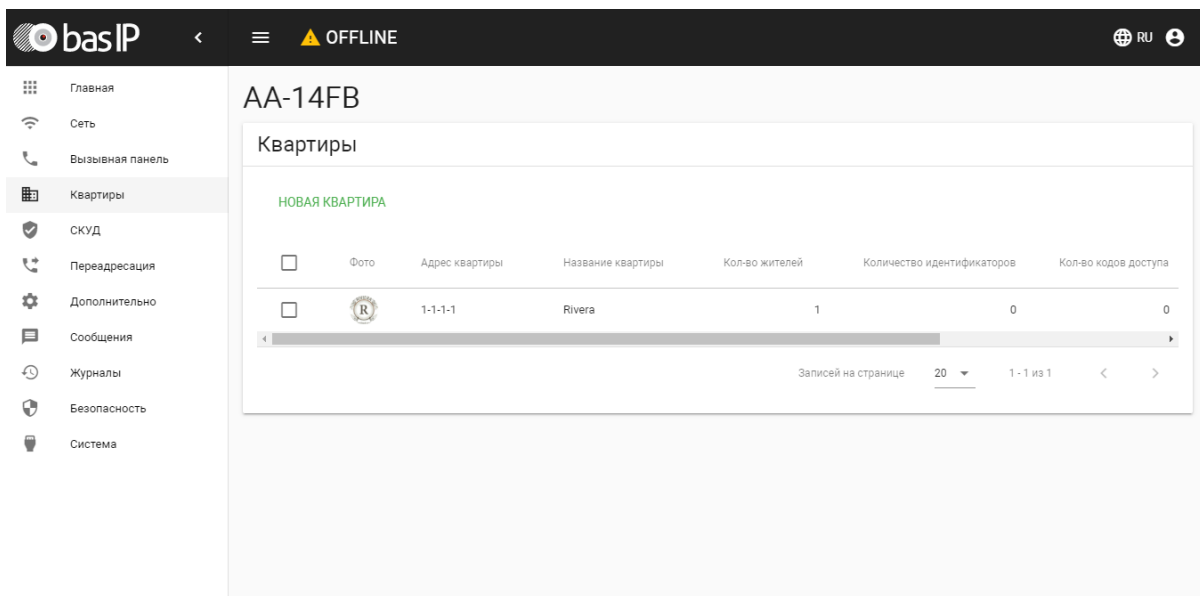 bas IP
OFFLINE
RU
Главная
Сеть
Вызывная панель
Квартиры
СКУД
Переадресация
Дополнительно
Сообщения
Журналы
Безопасность
Система
AA-14FB
Квартиры
НОВАЯ КВАРТИРА
Фото Адрес квартиры Название квартиры Кол-во жителей Количество идентификаторов Кол-во кодов доступа
R 1-1-1-1 Rivera 1 0 0
Записей на странице 20 1 - 1 из 1